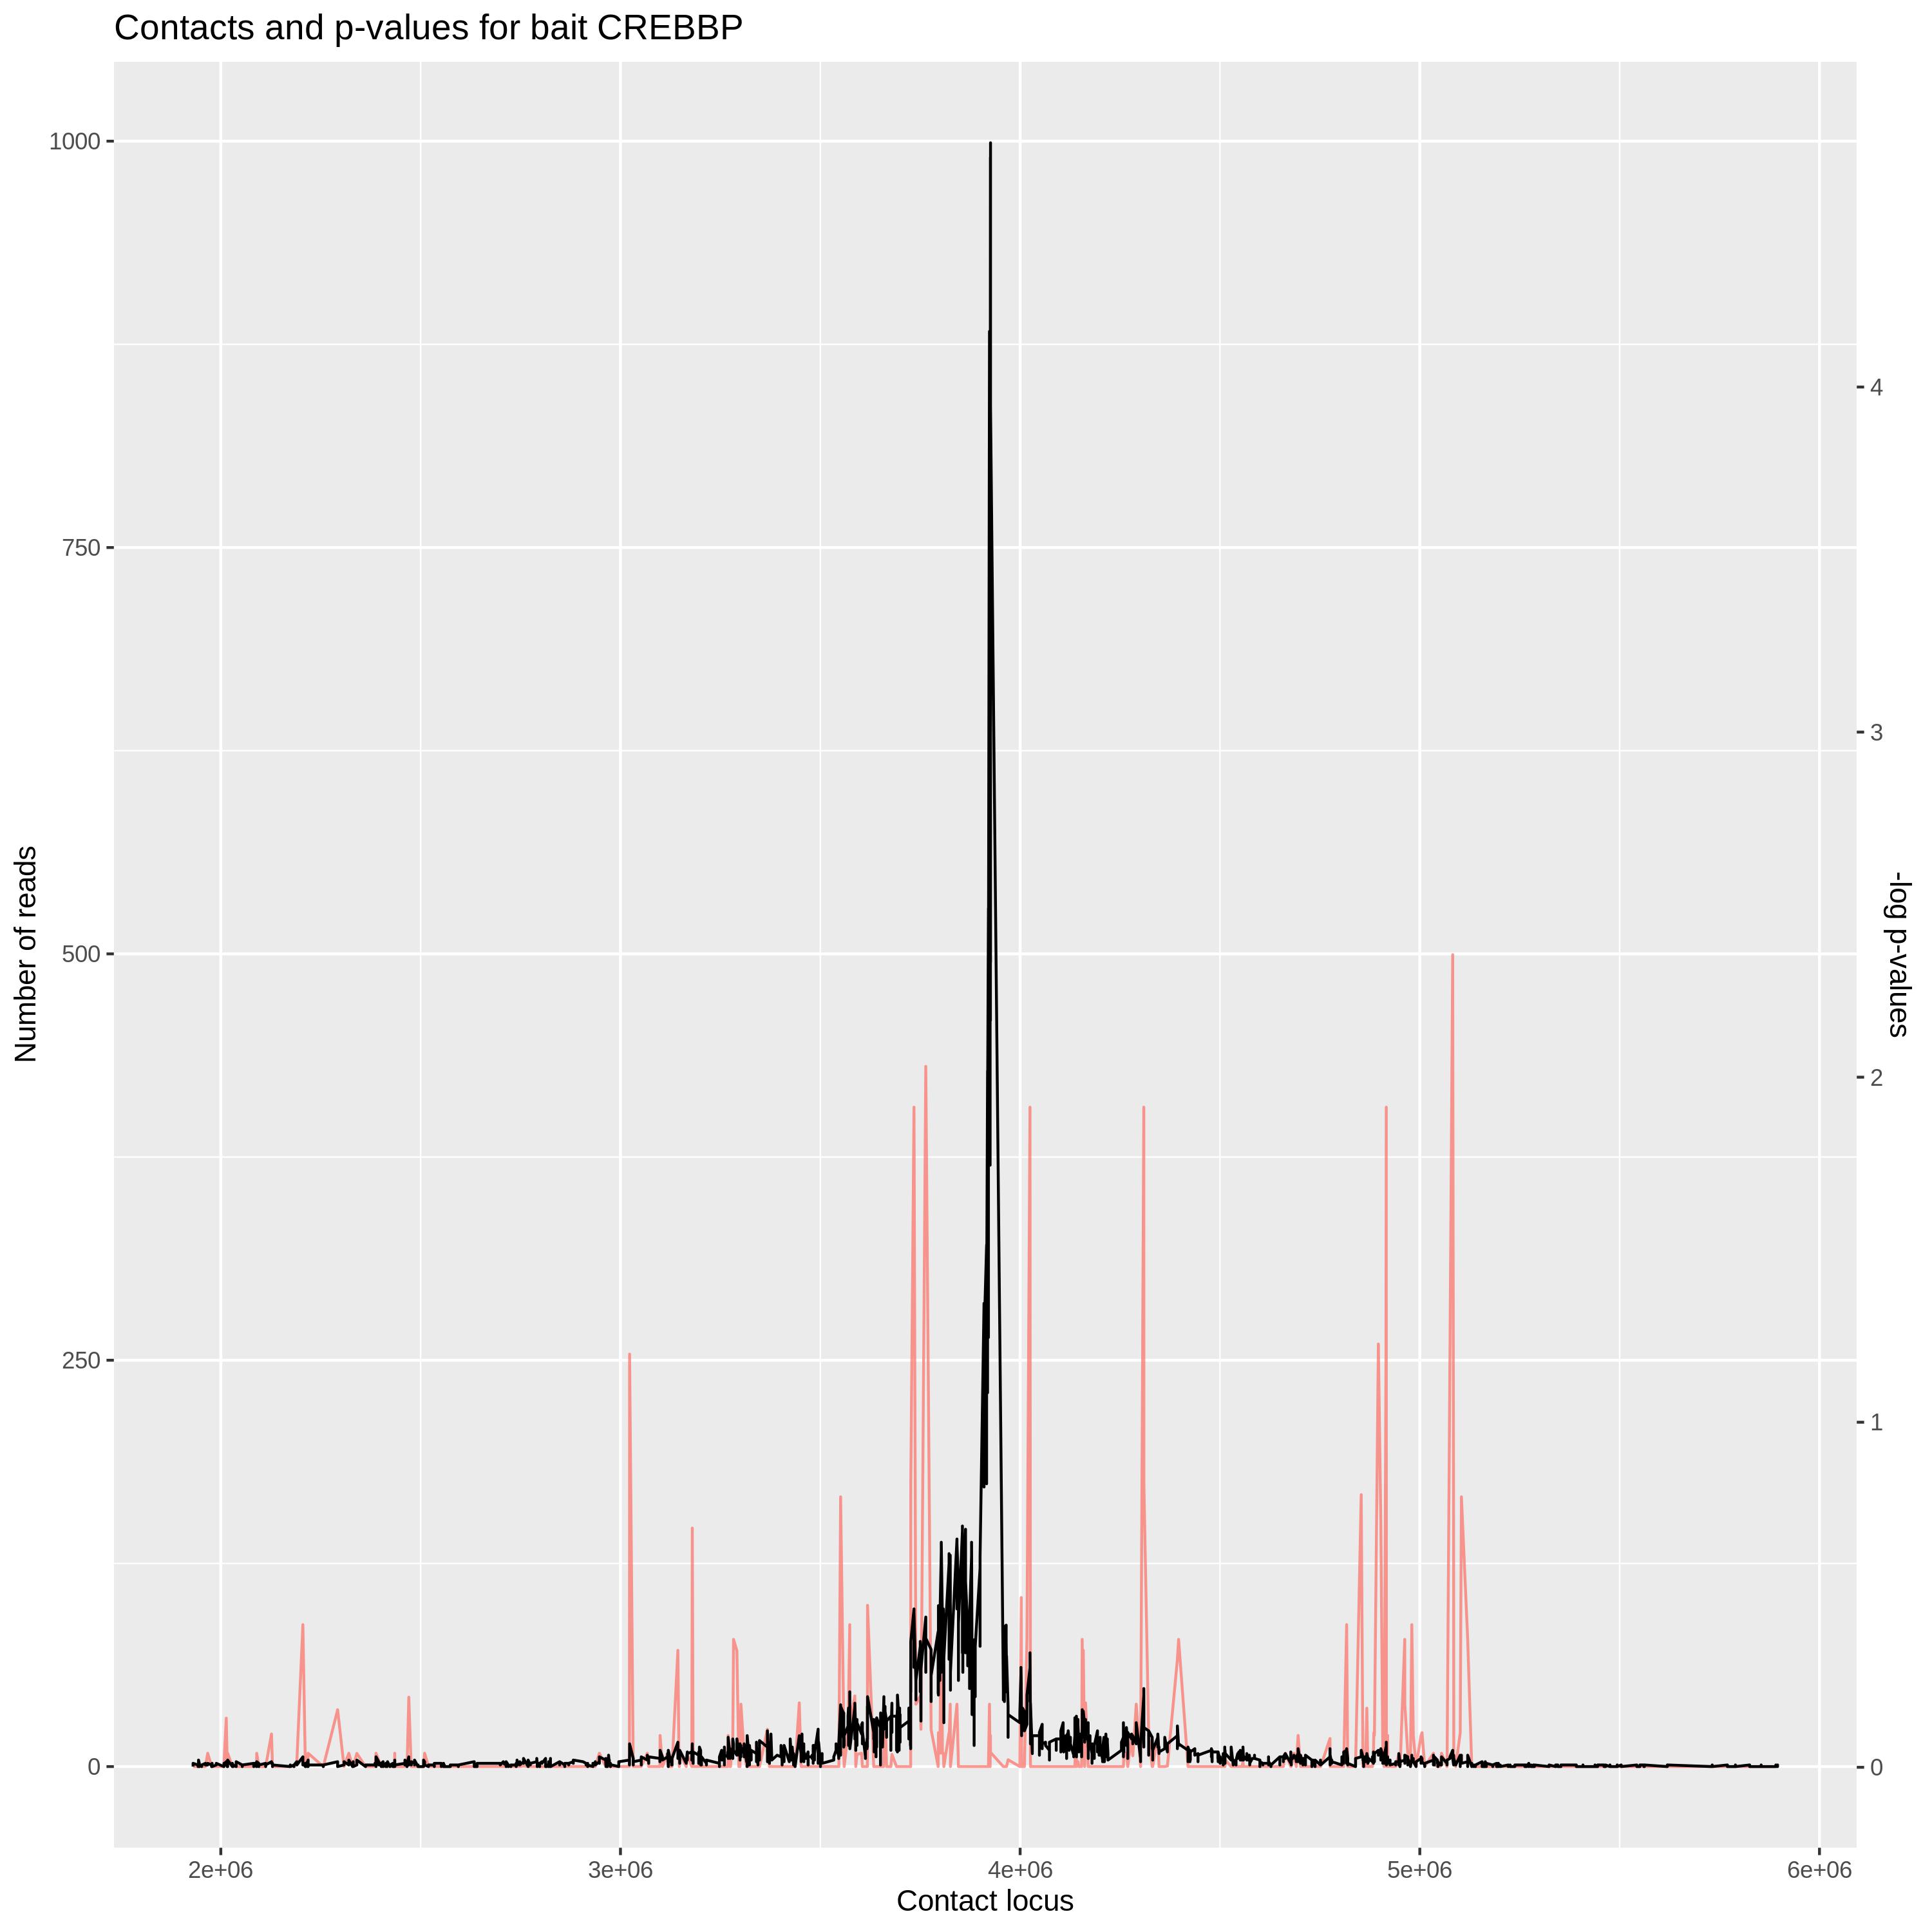 Contacts and p-values for bait CREBBP
1000
750
500
250
0
Number of reads
4
3
2
1
0
-log p-values
2e+06 3e+06 4e+06 5e+06 6e+06
Contact locus